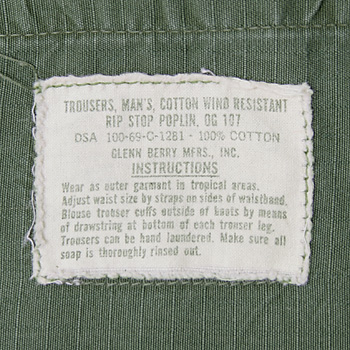 TROUSERS, MAN'S, COTTON WIND RESISTANT
RIP STOP POPLIN, OG 107
DSA 100-69-C-1281 - 100% COTTON
GLENN BERRY MFRS., INC.
INSTRUCTIONS
Wear as outer garment in tropical areas.
Adjust waist size by straps on sides of waistband.
Blouse trouser cuffs outside of boots by means
of drawstring at bottom of each trouser leg.
Trousers can be hand laundered. Make sure all
soap is thoroughly rinsed out.